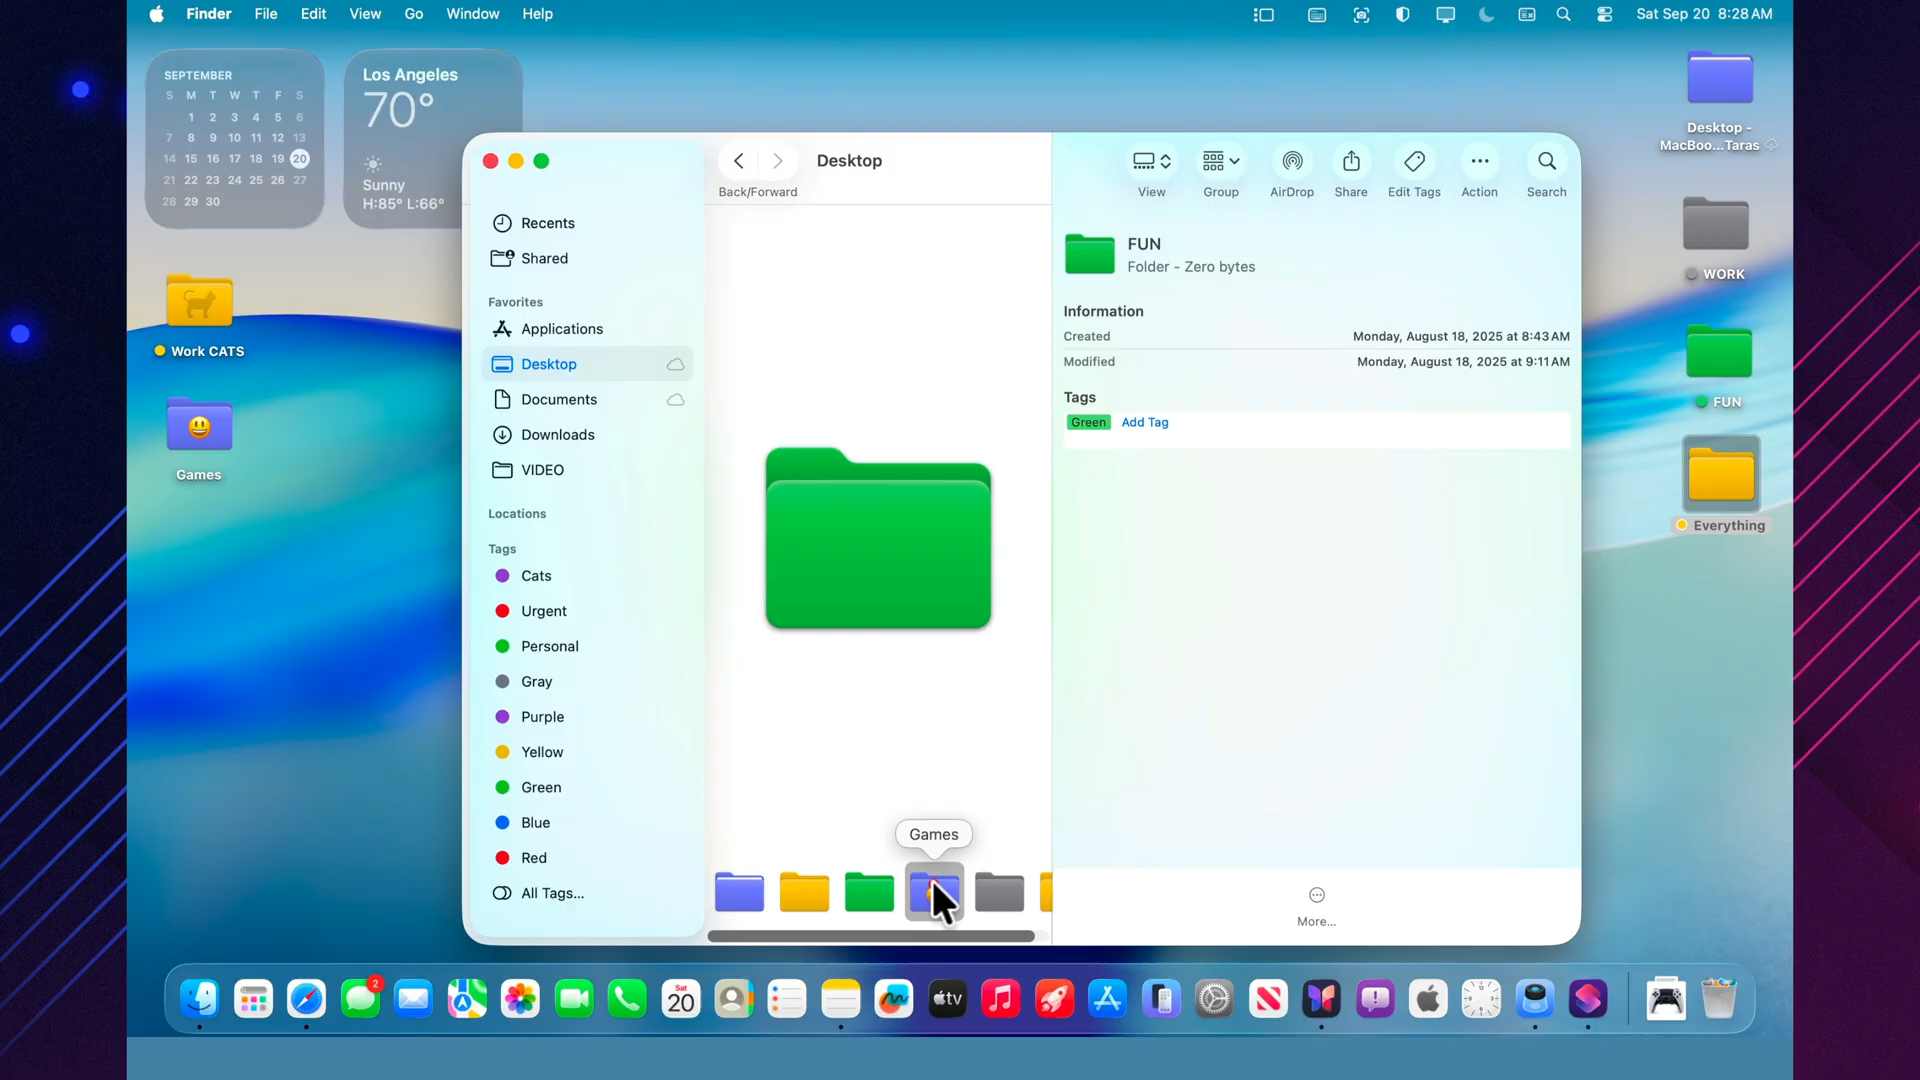 Finder File Edit View Go Window Help
Sat Sep 20 8:28 AM
SEPTEMBER
S M T W T F S
1 2 3 4 5 6
7 8 9 10 11 12 13
14 15 16 17 18 19 20
21 22 23 24 25 26 27
28 29 30
Los Angeles
70°
Sunny
H:85° L:66°
Work CATS
Games
Desktop -
MacBoo...Taras
WORK
FUN
Everything
Recents
Shared
Favorites
Applications
Desktop
Documents
Downloads
VIDEO
Locations
Tags
Cats
Urgent
Personal
Gray
Purple
Yellow
Green
Blue
Red
All Tags...
Desktop
Back/Forward
View Group AirDrop Share Edit Tags Action Search
Games
FUN
Folder - Zero bytes
Information
Created Monday, August 18, 2025 at 8:43 AM
Modified Monday, August 18, 2025 at 9:11 AM
Tags
Green Add Tag
More...
2
Sat
20
tv